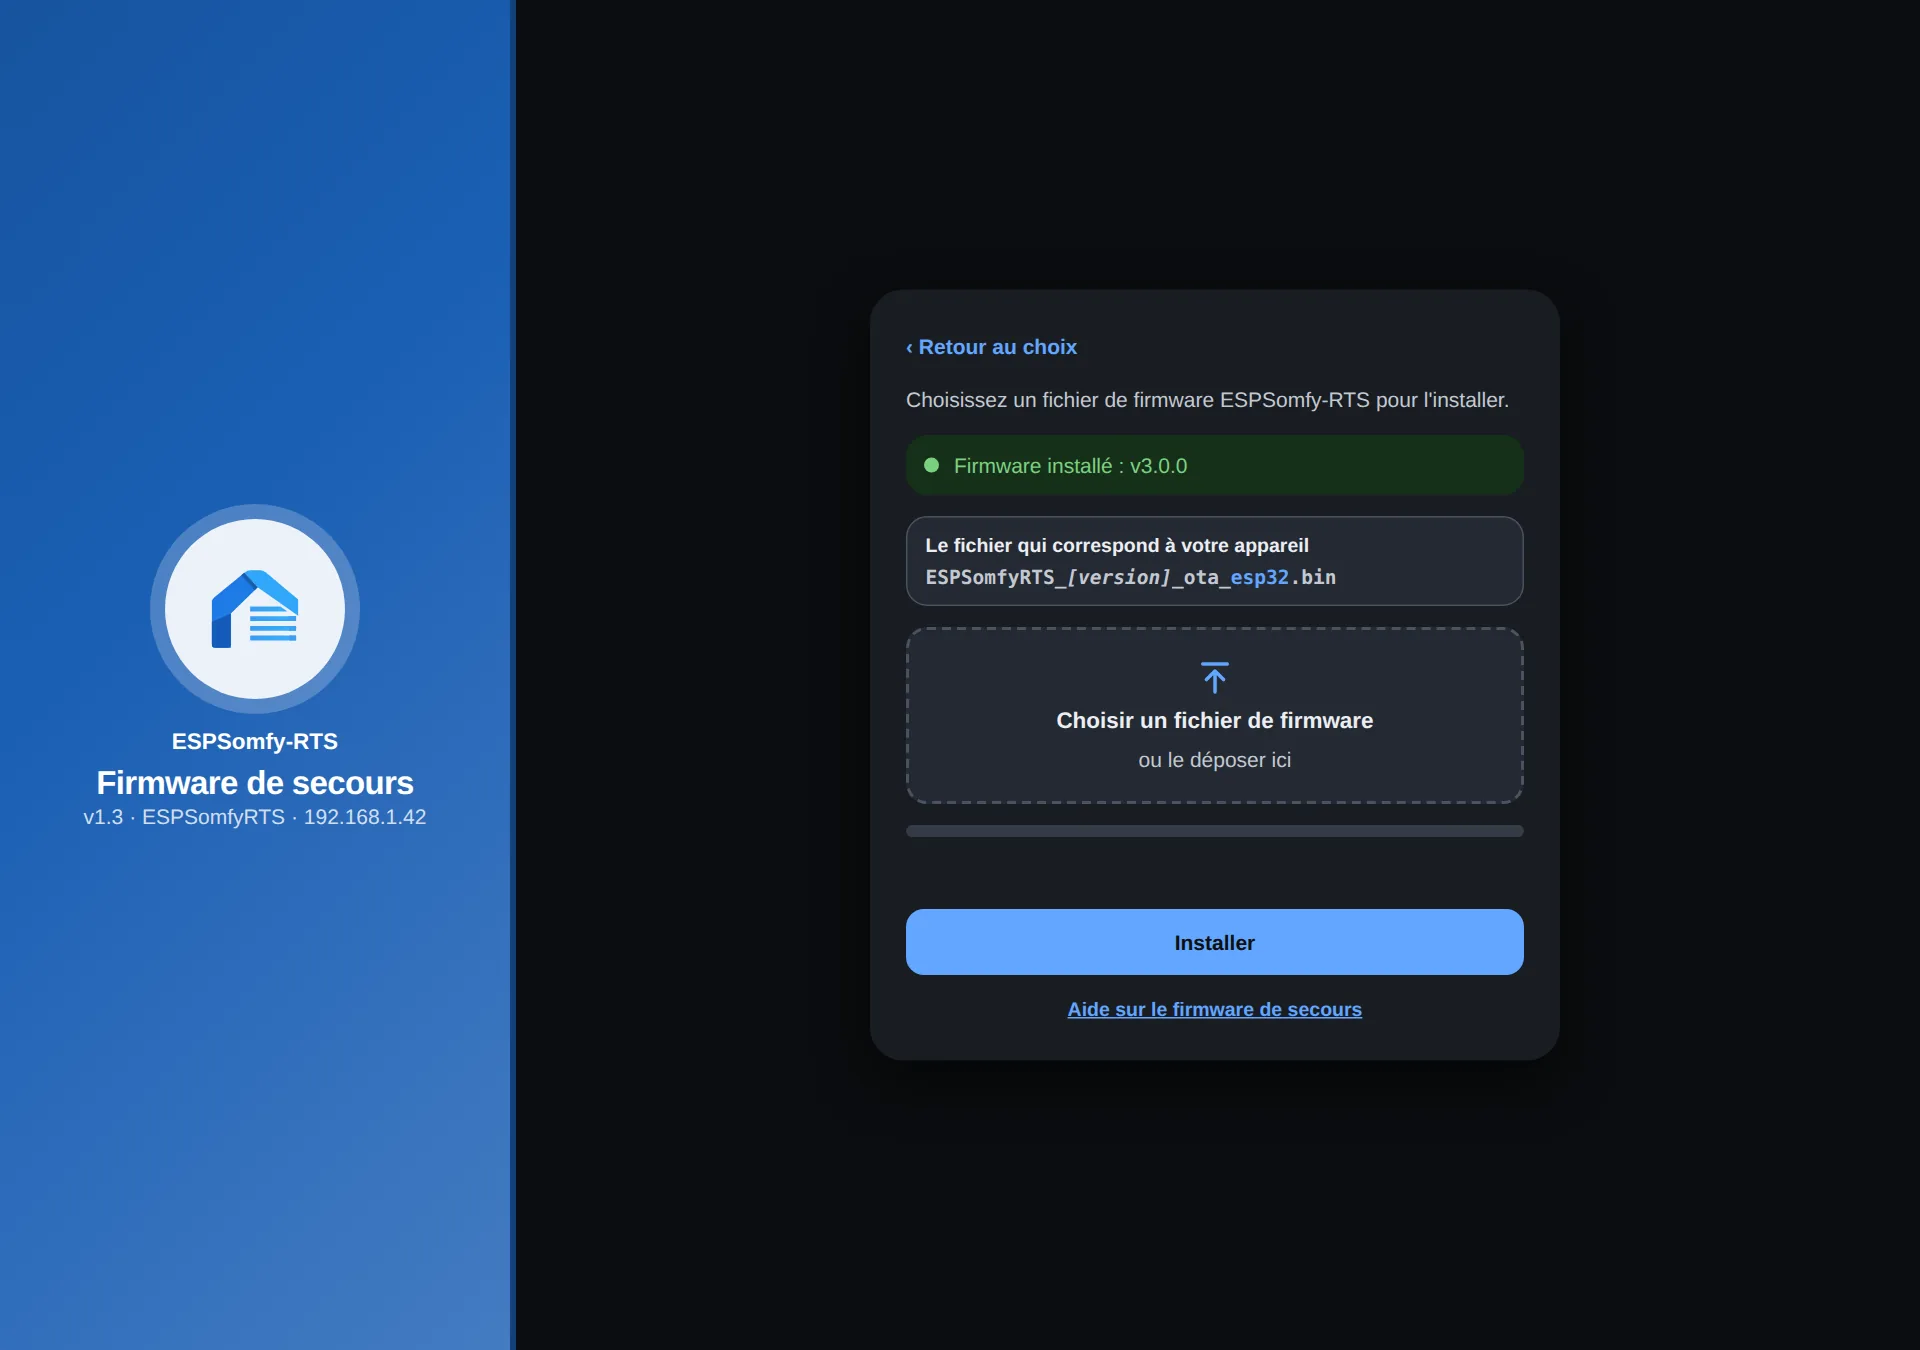 ESPSomfy-RTS
Firmware de secours
v1.3 · ESPSomfyRTS · 192.168.1.42
‹ Retour au choix
Choisissez un fichier de firmware ESPSomfy-RTS pour l'installer.
Firmware installé : v3.0.0
Le fichier qui correspond à votre appareil
ESPSomfyRTS_[version]_ota_esp32.bin
Choisir un fichier de firmware
ou le déposer ici
Installer
Aide sur le firmware de secours